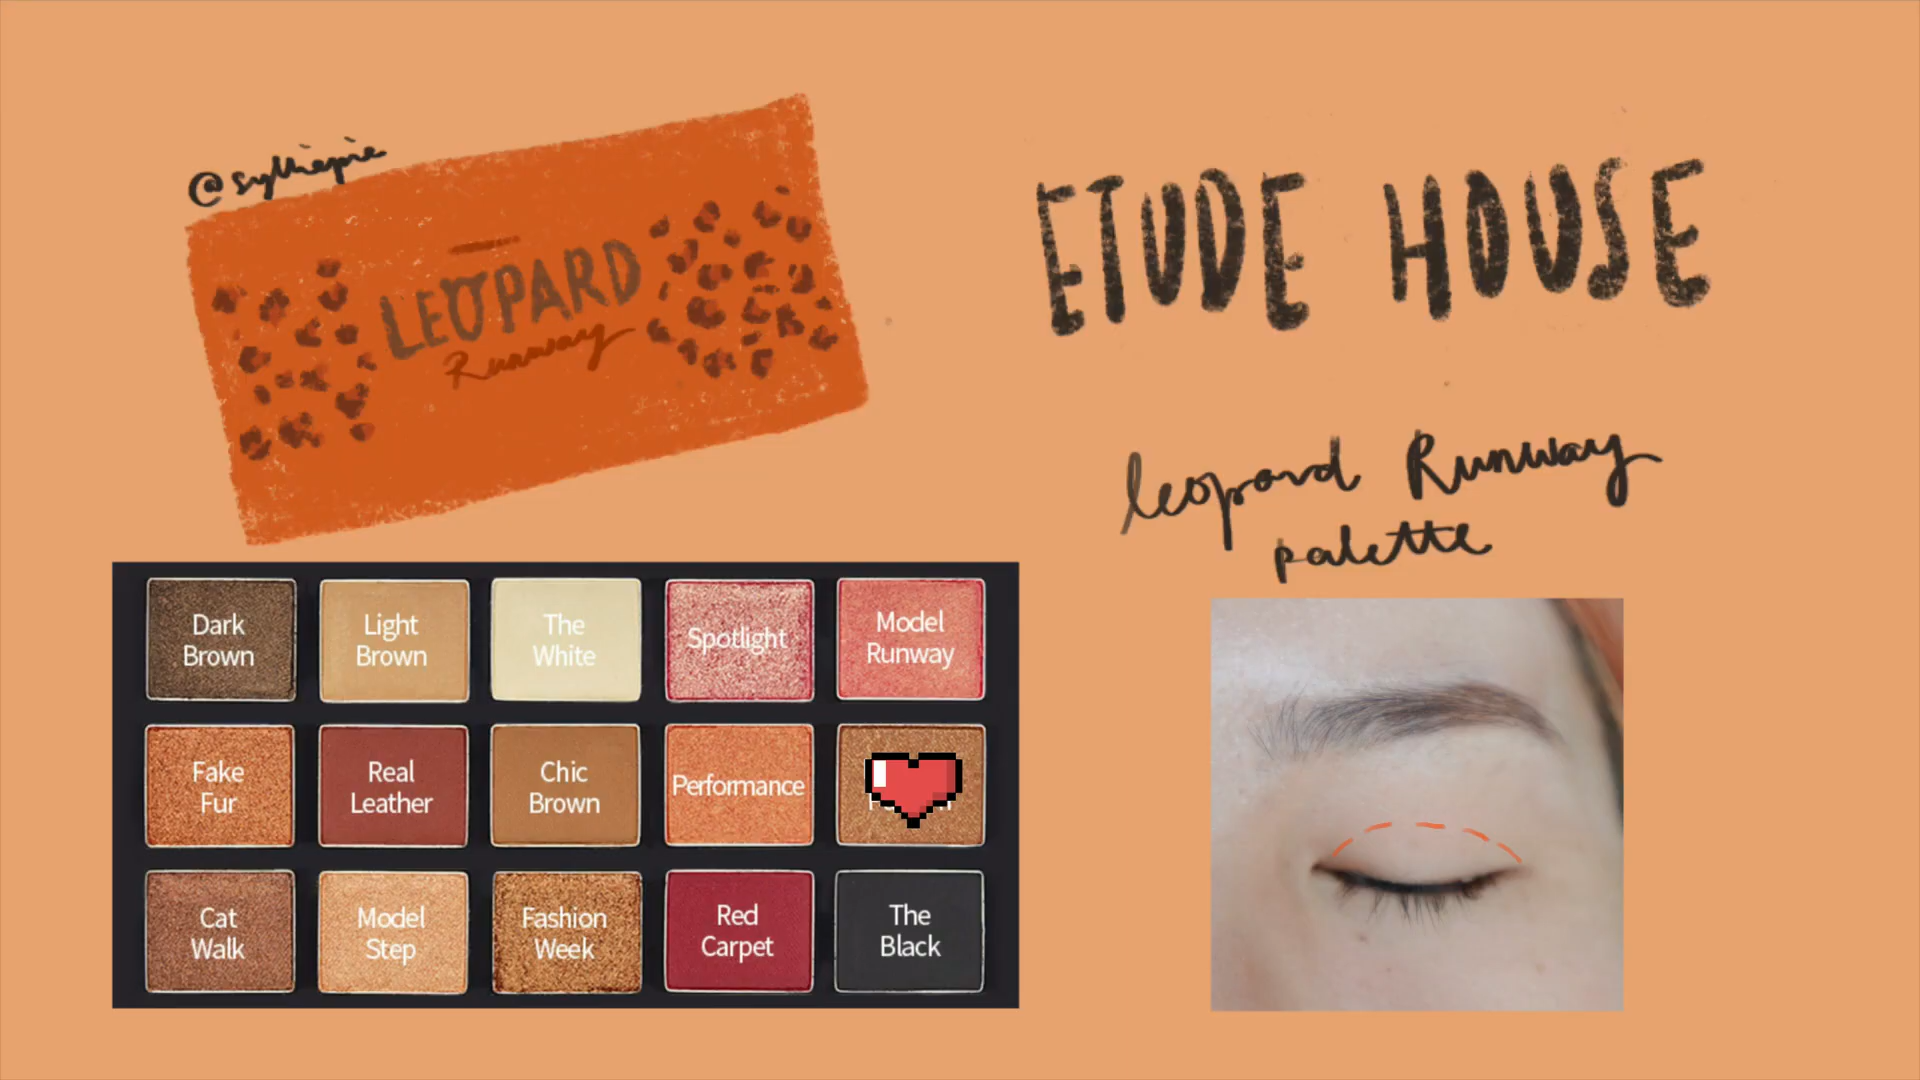 @sylhiepie
LEOPARD
Runway
ETUDE HOUSE
leopard Runway
palette
Dark
Brown
Light
Brown
The
White
Spotlight
Model
Runway
Fake
Fur
Real
Leather
Chic
Brown
Performance
Cat
Walk
Model
Step
Fashion
Week
Red
Carpet
The
Black